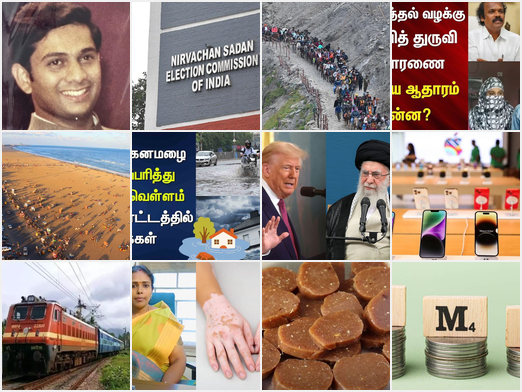 NIRVACHAN SADAN
ELECTION COMMISSION
OF INDIA
த்தல் வழக்கு
றித் துருவி
ாரணை
ய ஆதாரம்
ன்ன?
கனமழை
பரித்து
வெள்ளம்
ட்டத்தில்
க்கள்
M4